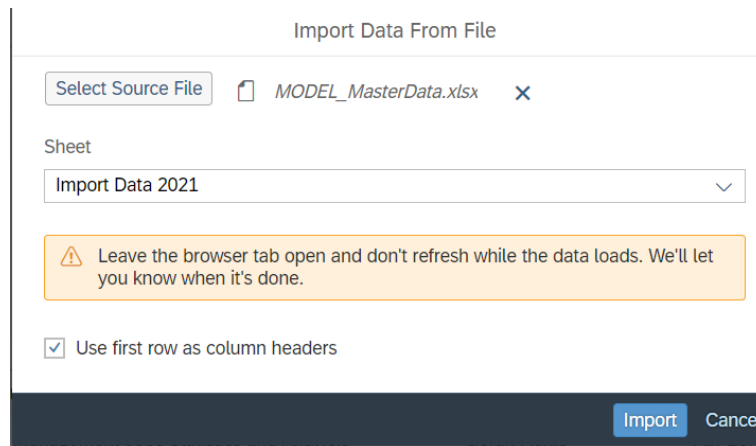 Import Data From File
Select Source File MODEL_MasterData.xlsx
Sheet
Import Data 2021
Leave the browser tab open and don't refresh while the data loads. We'll let
you know when it's done.
Use first row as column headers
Import Cance